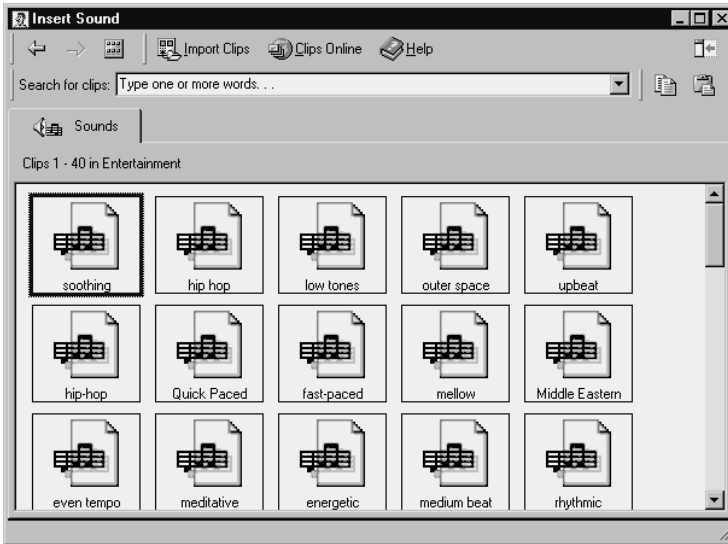 Insert Sound
Import Clips Clips Online Help
Search for clips: Type one or more words. . .
Sounds
Clips 1 - 40 in Entertainment
soothing hip hop low tones outer space upbeat
hip-hop Quick Paced fast-paced mellow Middle Eastern
even tempo meditative energetic medium beat rhythmic